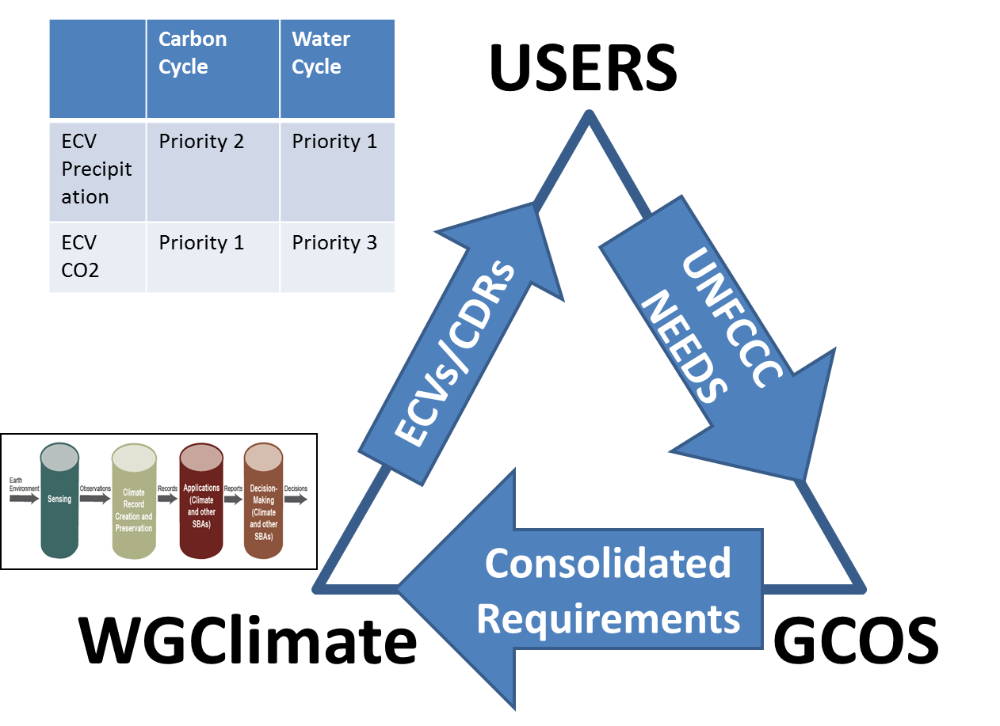 Carbon Cycle
Water Cycle
ECV Precipit ation
Priority 2
Priority 1
ECV CO2
Priority 1
Priority 3
USERS
ECVs/CDRs
UNFCCC
NEEDS
Earth
Environment
Sensing
Observations
Climate
Record
Creation and
Preservation
Records
Applications
(Climate
and other
SBAs)
Reports
Decision-
Making
(Climate
and other
SBAs)
Decisions
Consolidated
Requirements
WGClimate
GCOS